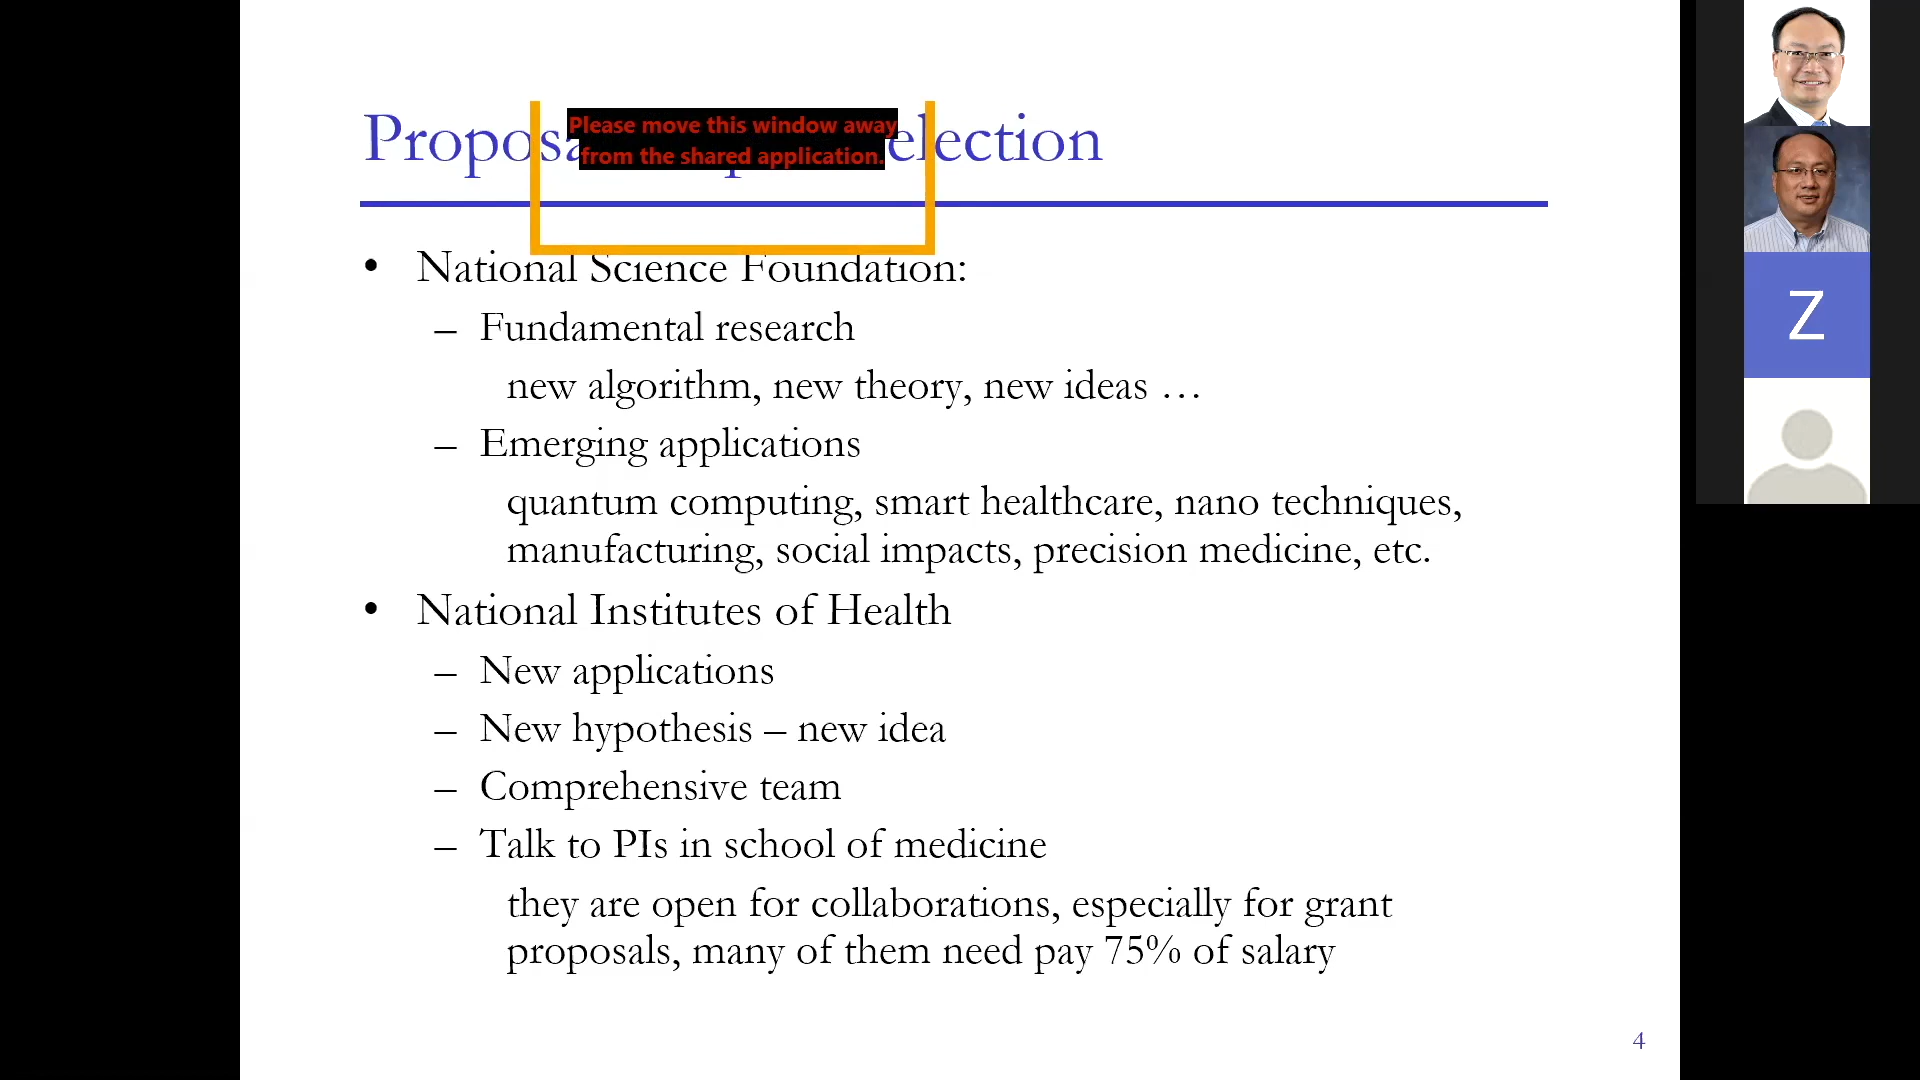 Propos election
Please move this window away
from the shared application.
• National Science Foundation:
– Fundamental research
new algorithm, new theory, new ideas …
– Emerging applications
quantum computing, smart healthcare, nano techniques,
manufacturing, social impacts, precision medicine, etc.
• National Institutes of Health
– New applications
– New hypothesis – new idea
– Comprehensive team
– Talk to PIs in school of medicine
they are open for collaborations, especially for grant
proposals, many of them need pay 75% of salary
4
Z